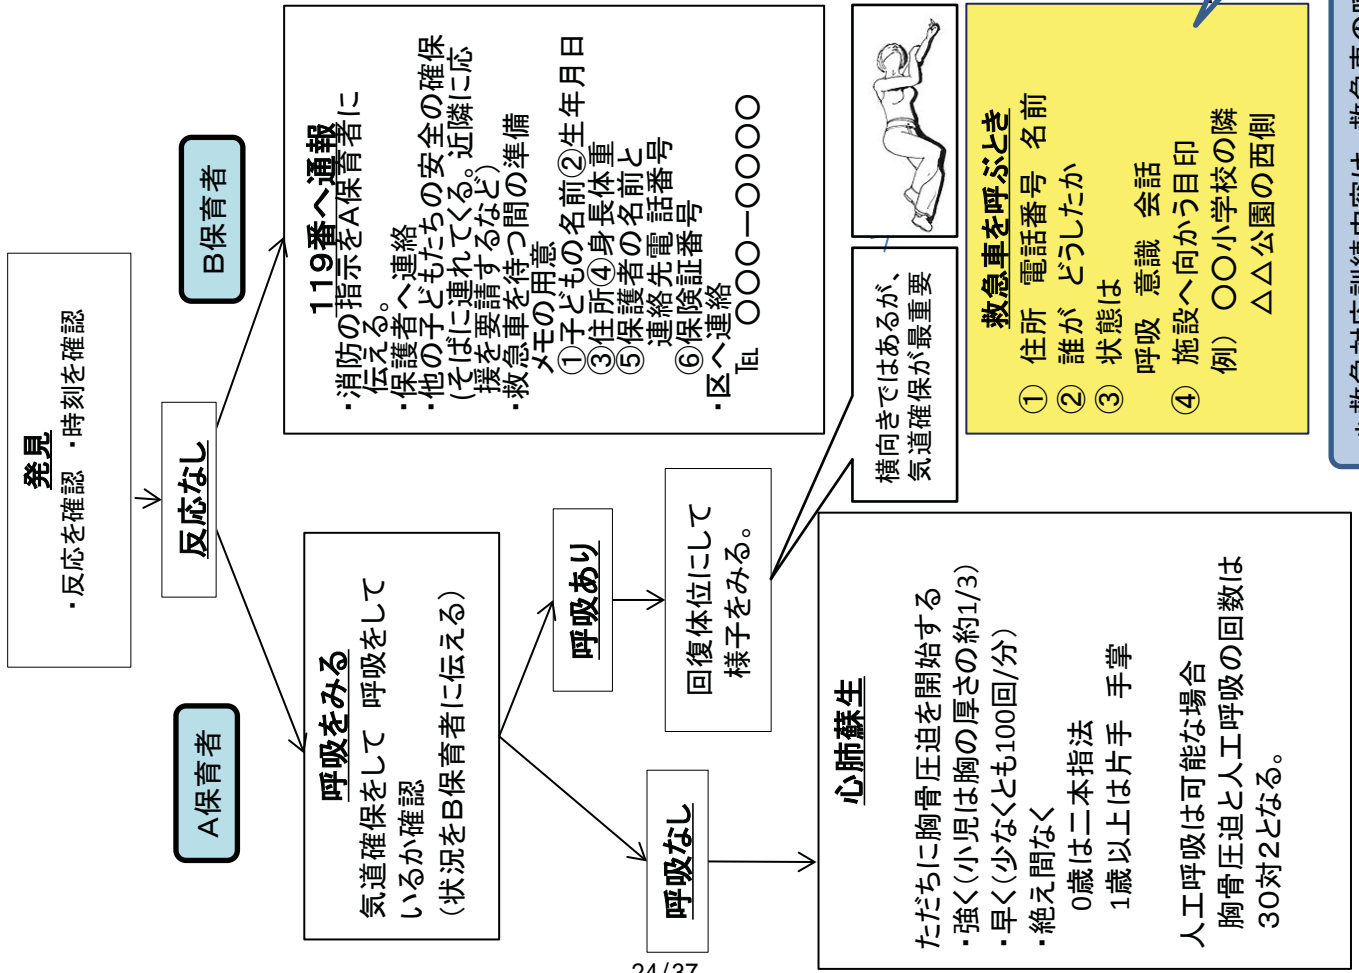 発見
・反応を確認　・時刻を確認
反応なし
A保育者
B保育者
呼吸をみる
気道確保をして　呼吸をして
いるか確認
（状況をB保育者に伝える）
呼吸あり
回復体位にして
様子をみる。
呼吸なし
心肺蘇生
ただちに胸骨圧迫を開始する
・強く（小児は胸の厚さの約1/3）
・早く（少なくとも100回/分）
・絶え間なく
0歳は二本指法
1歳以上は片手　手掌
人工呼吸は可能な場合
胸骨圧迫と人工呼吸の回数は
30対2となる。
119番へ通報
・消防の指示をA保育者に
伝える。
・保護者へ連絡
・他の子どもたちの安全の確保
（そばに連れてくる。近隣に応
援を要請するなど）
・救急車を待つ間の準備
メモの用意
①子どもの名前②生年月日
③住所④身長体重
⑤保護者の名前と
連絡先電話番号
⑥保険証番号
・区へ連絡
℡　〇〇〇－〇〇〇〇
横向きではあるが、
気道確保が最重要
救急車を呼ぶとき
①　住所　電話番号　名前
②　誰が　どうしたか
③　状態は
呼吸　意識　会話
④　施設へ向かう目印
例）　〇〇小学校の隣
△△公園の西側
24/37